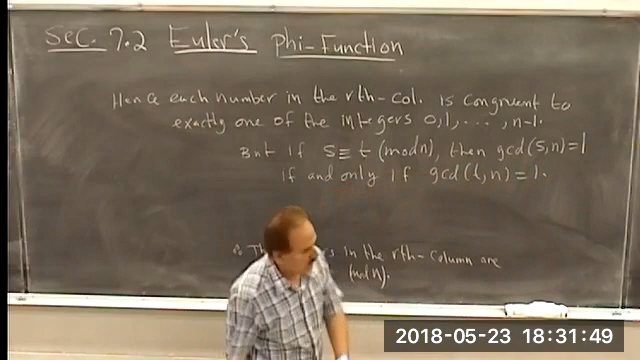 Sec. 7.2 Euler's Phi-Function
Hence each number in the rth-col. is congruent to
exactly one of the integers 0, 1, ..., n-1.
But if s ≡ t (mod n), then gcd(s,n)=1
if and only if gcd(t,n)=1.
in the rth-column are
(mod n).
2018-05-23 18:31:49